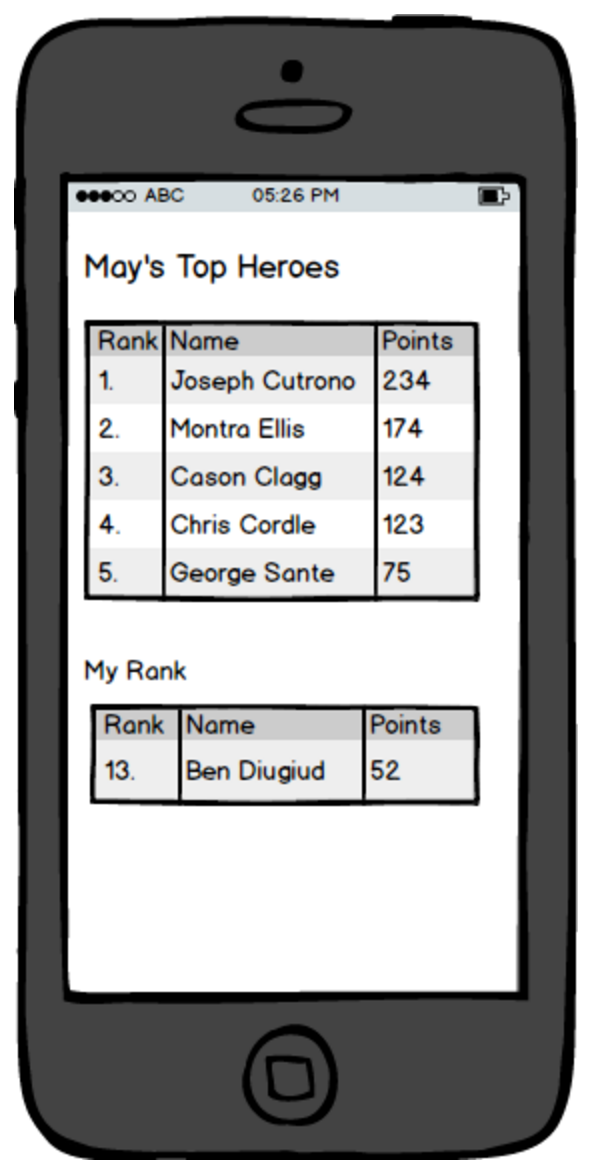 ABC 05:26 PM
May's Top Heroes
Rank Name Points
1. Joseph Cutrono 234
2. Montra Ellis 174
3. Cason Clagg 124
4. Chris Cordle 123
5. George Sante 75
My Rank
Rank Name Points
13. Ben Diugiud 52